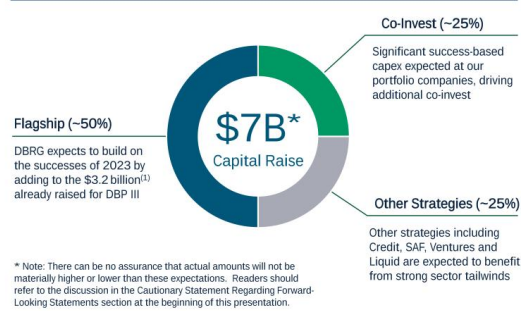 Co-Invest (~25%)
Significant success-based
capex expected at our
portfolio companies, driving
additional co-invest
$7B*
Capital Raise
Flagship (~50%)
DBRG expects to build on
the successes of 2023 by
adding to the $3.2 billion(1)
already raised for DBP III
Other Strategies (~25%)
Other strategies including
Credit, SAF, Ventures and
Liquid are expected to benefit
from strong sector tailwinds
* Note: There can be no assurance that actual amounts will not be
materially higher or lower than these expectations. Readers should
refer to the discussion in the Cautionary Statement Regarding Forward-
Looking Statements section at the beginning of this presentation.